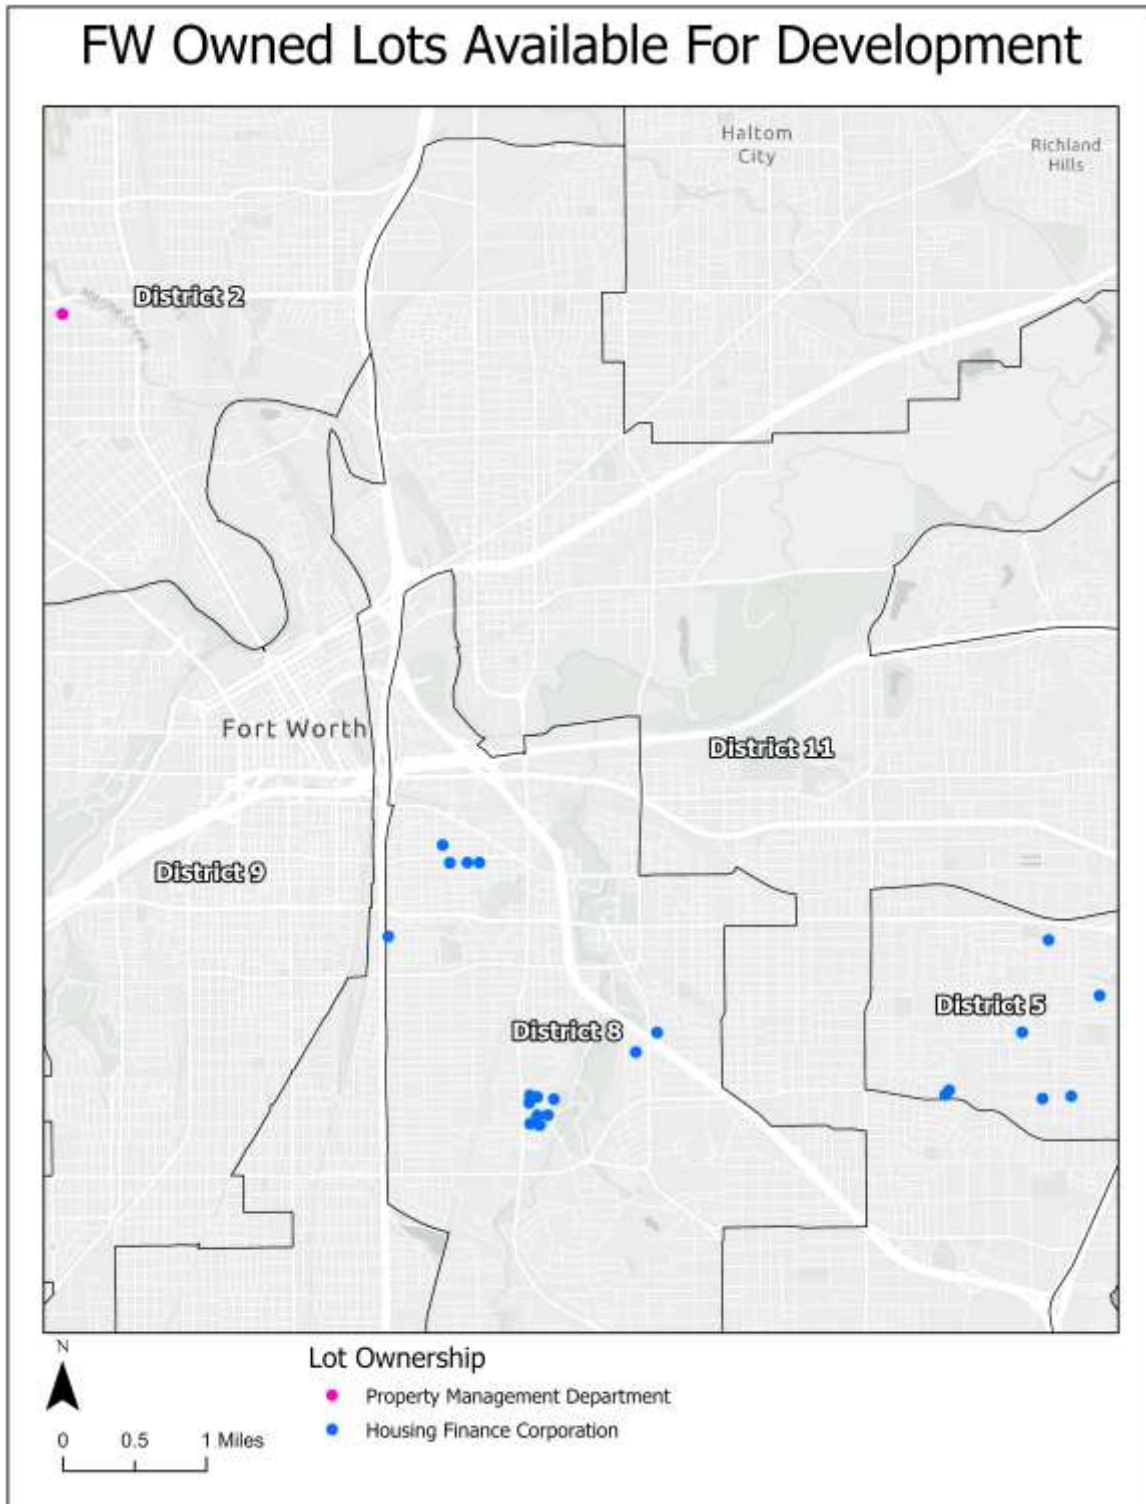 FW Owned Lots Available For Development
Haltom
City
Richland
Hills
District 2
Fort Worth
District 11
District 9
District 5
District 8
N
Lot Ownership
Property Management Department
Housing Finance Corporation
0 0.5 1 Miles